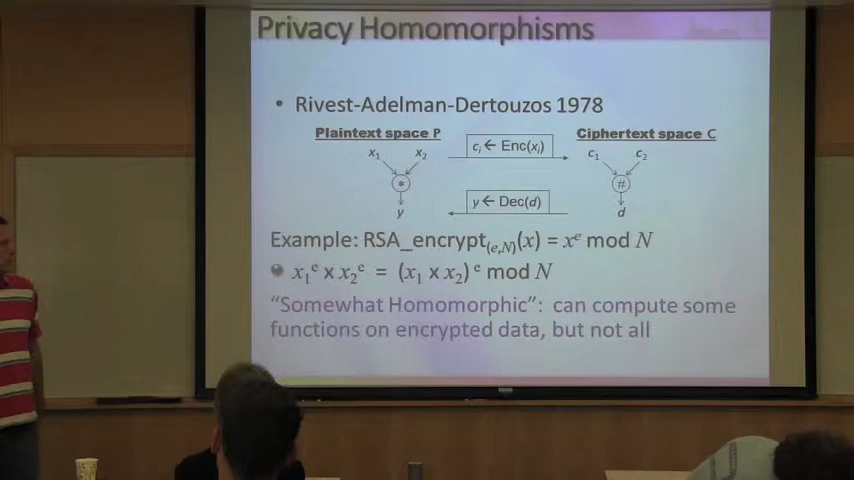 Privacy Homomorphisms
• Rivest-Adelman-Dertouzos 1978
Plaintext space P
Ciphertext space C
x1 x2
cᵢ ← Enc(xᵢ)
c1 c2
*
#
y ← Dec(d)
y
d
Example: RSA_encrypt(e,N)(x) = xᵉ mod N
x1ᵉ x x2ᵉ = (x1 x x2)ᵉ mod N
“Somewhat Homomorphic”: can compute some
functions on encrypted data, but not all